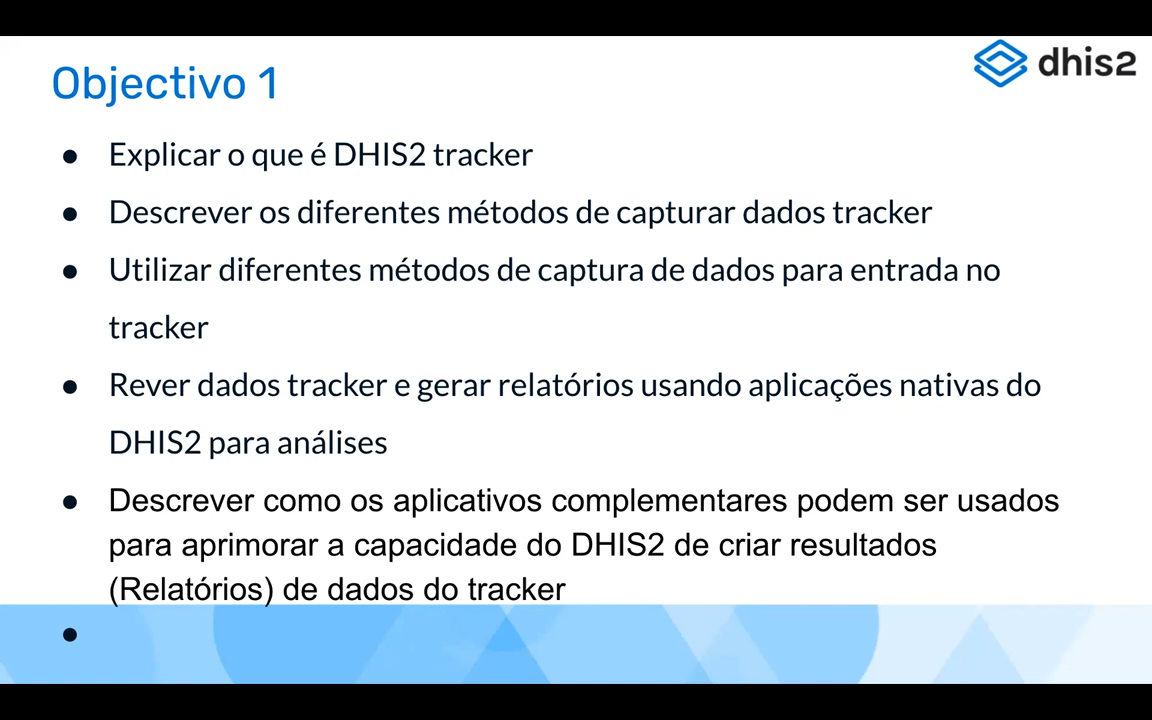 dhis2
Objectivo 1
● Explicar o que é DHIS2 tracker
● Descrever os diferentes métodos de capturar dados tracker
● Utilizar diferentes métodos de captura de dados para entrada no
tracker
● Rever dados tracker e gerar relatórios usando aplicações nativas do
DHIS2 para análises
● Descrever como os aplicativos complementares podem ser usados
para aprimorar a capacidade do DHIS2 de criar resultados
(Relatórios) de dados do tracker
●